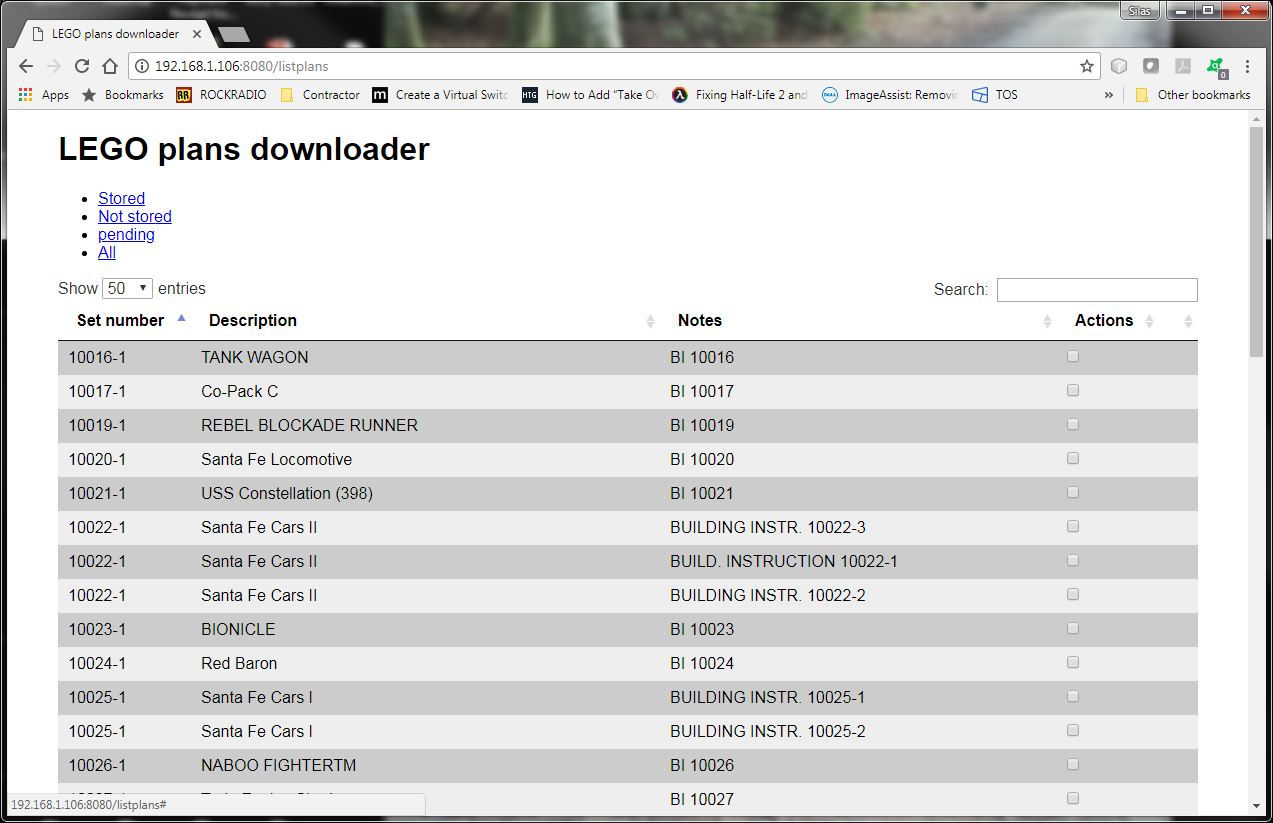 Silas
LEGO plans downloader
192.168.1.106:8080/listplans
0
Apps Bookmarks RR ROCKRADIO Contractor m Create a Virtual Switc HTG How to Add "Take Ow Fixing Half-Life 2 and DELL ImageAssist: Removin TOS » Other bookmarks
LEGO plans downloader
Stored
Not stored
pending
All
Show 50 entries Search:
Set number Description Notes Actions
10016-1 TANK WAGON BI 10016
10017-1 Co-Pack C BI 10017
10019-1 REBEL BLOCKADE RUNNER BI 10019
10020-1 Santa Fe Locomotive BI 10020
10021-1 USS Constellation (398) BI 10021
10022-1 Santa Fe Cars II BUILDING INSTR. 10022-3
10022-1 Santa Fe Cars II BUILD. INSTRUCTION 10022-1
10022-1 Santa Fe Cars II BUILDING INSTR. 10022-2
10023-1 BIONICLE BI 10023
10024-1 Red Baron BI 10024
10025-1 Santa Fe Cars I BUILDING INSTR. 10025-1
10025-1 Santa Fe Cars I BUILDING INSTR. 10025-2
10026-1 NABOO FIGHTERTM BI 10026
BI 10027
192.168.1.106:8080/listplans#